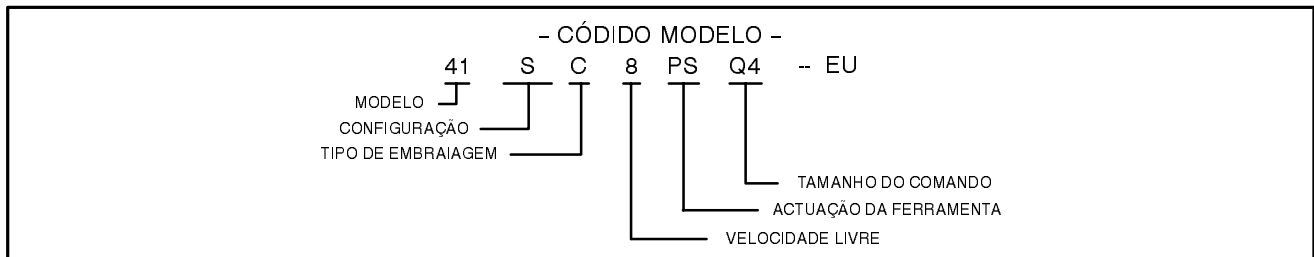 – CÓDIDO MODELO –
41 S C 8 PS Q4 -- EU
MODELO
CONFIGURAÇÃO
TIPO DE EMBRAIAGEM
TAMANHO DO COMANDO
ACTUAÇÃO DA FERRAMENTA
VELOCIDADE LIVRE